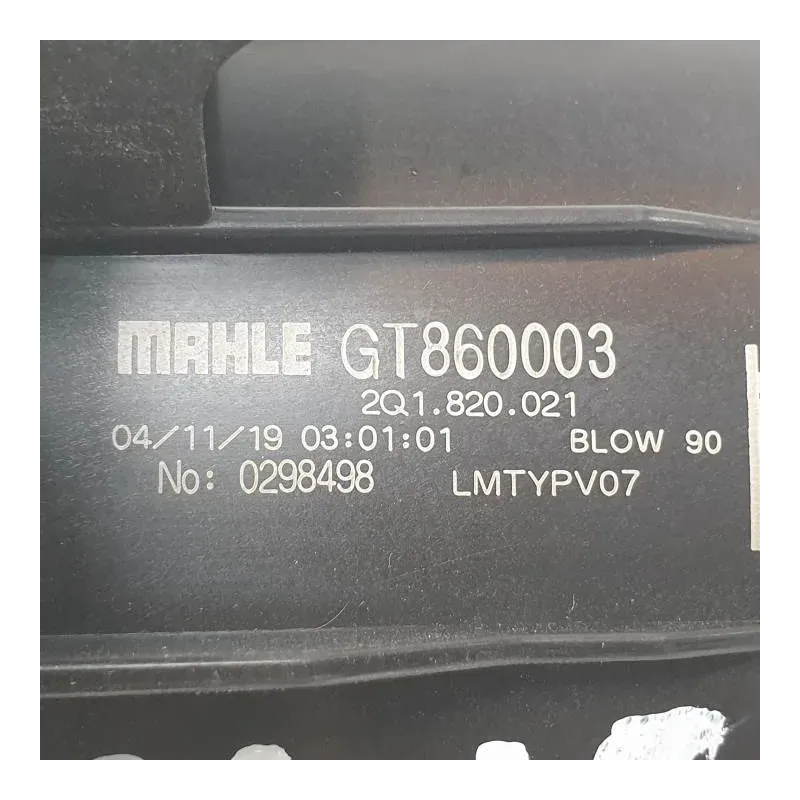 MAHLE GT860003
2Q1.820.021
04/11/19 03:01:01 BLOW 90
No: 0298498 LMTYPV07